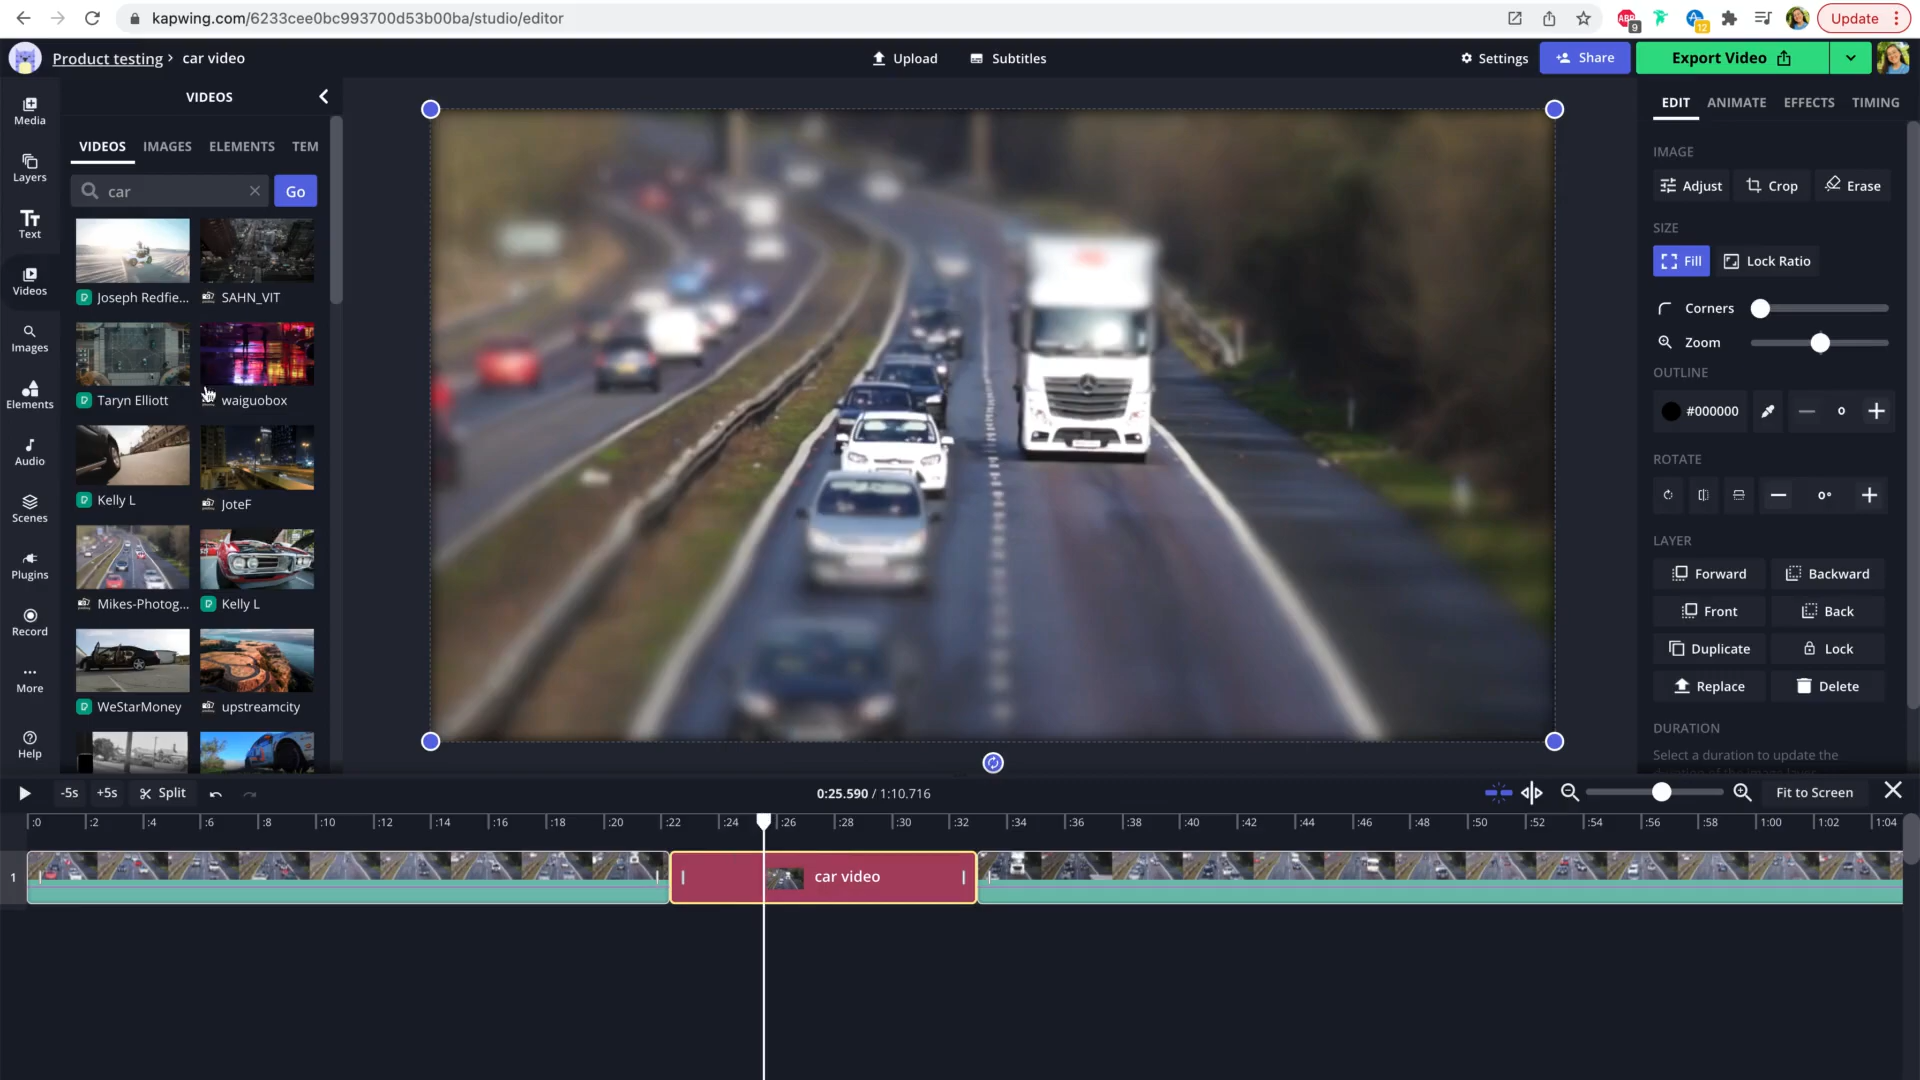 kapwing.com/6233cee0bc993700d53b00ba/studio/editor
ABP
9
12
Update
Product testing › car video
Upload
Subtitles
Settings
Share
Export Video
Media
Layers
Text
Videos
Images
Elements
Audio
Scenes
Plugins
Record
More
Help
VIDEOS
VIDEOS IMAGES ELEMENTS TEM
car
Go
Joseph Redfie... SAHN_VIT
Taryn Elliott waiguobox
Kelly L JoteF
Mikes-Photog... Kelly L
WeStarMoney upstreamcity
EDIT ANIMATE EFFECTS TIMING
IMAGE
Adjust Crop Erase
SIZE
Fill Lock Ratio
Corners
Zoom
OUTLINE
#000000 0
ROTATE
0°
LAYER
Forward Backward
Front Back
Duplicate Lock
Replace Delete
DURATION
Select a duration to update the
-5s +5s Split
0:25.590 / 1:10.716
Fit to Screen
:0 :2 :4 :6 :8 :10 :12 :14 :16 :18 :20 :22 :24 :26 :28 :30 :32 :34 :36 :38 :40 :42 :44 :46 :48 :50 :52 :54 :56 :58 1:00 1:02 1:04
1
car video